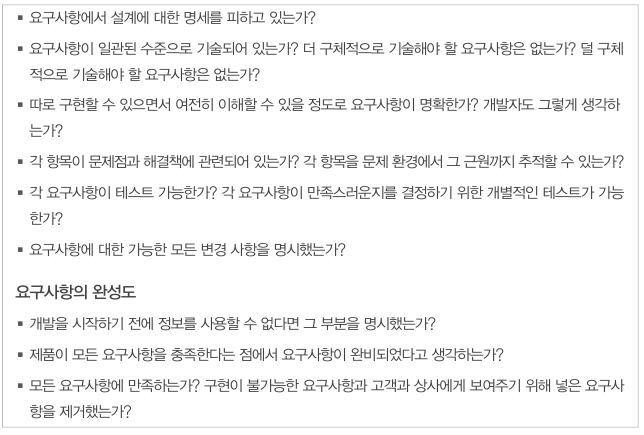 ▪ 요구사항에서 설계에 대한 명세를 피하고 있는가?
▪ 요구사항이 일관된 수준으로 기술되어 있는가? 더 구체적으로 기술해야 할 요구사항은 없는가? 덜 구체
적으로 기술해야 할 요구사항은 없는가?
▪ 따로 구현할 수 있으면서 여전히 이해할 수 있을 정도로 요구사항이 명확한가? 개발자도 그렇게 생각하
는가?
▪ 각 항목이 문제점과 해결책에 관련되어 있는가? 각 항목을 문제 환경에서 그 근원까지 추적할 수 있는가?
▪ 각 요구사항이 테스트 가능한가? 각 요구사항이 만족스러운지를 결정하기 위한 개별적인 테스트가 가능
한가?
▪ 요구사항에 대한 가능한 모든 변경 사항을 명시했는가?
요구사항의 완성도
▪ 개발을 시작하기 전에 정보를 사용할 수 없다면 그 부분을 명시했는가?
▪ 제품이 모든 요구사항을 충족한다는 점에서 요구사항이 완비되었다고 생각하는가?
▪ 모든 요구사항에 만족하는가? 구현이 불가능한 요구사항과 고객과 상사에게 보여주기 위해 넣은 요구사
항을 제거했는가?